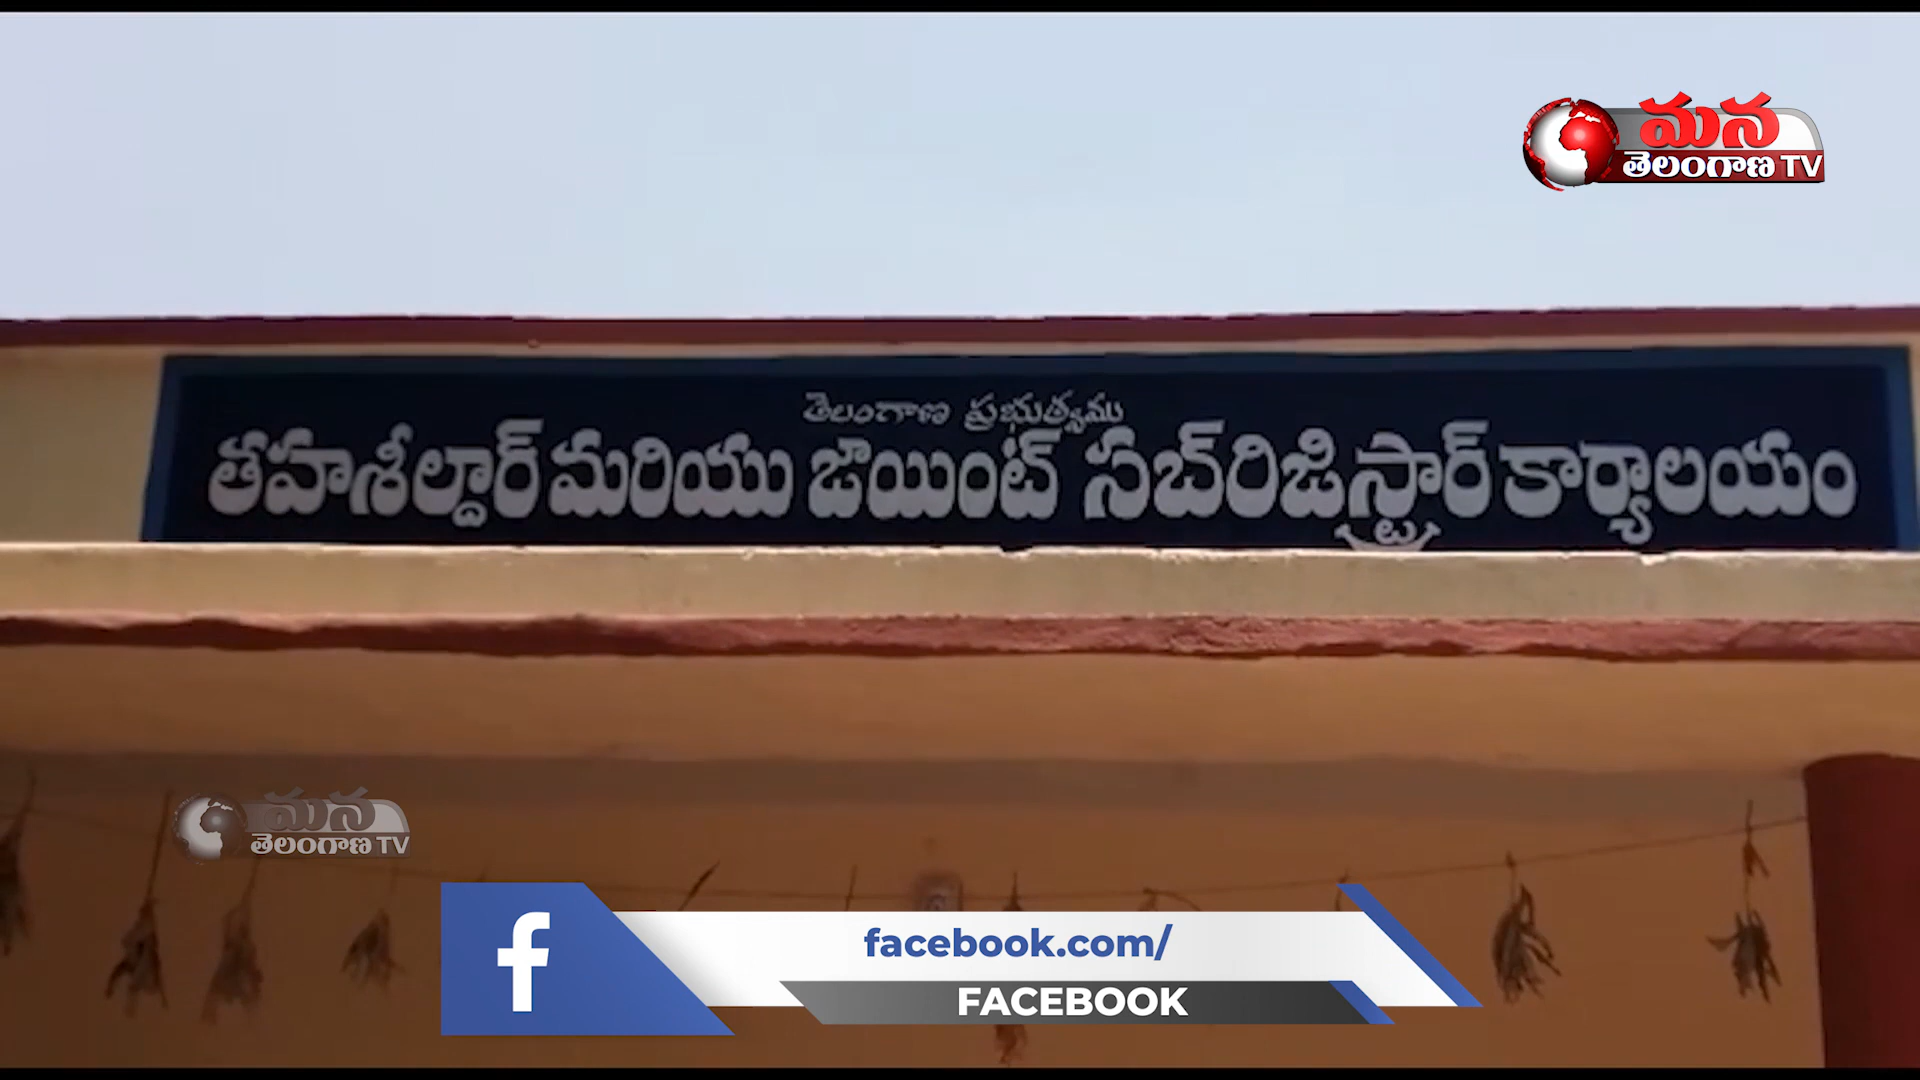 మన
తెలంగాణ TV
తెలంగాణ ప్రభుత్వము
తహశీల్దార్ మరియు జాయింట్ సబ్‌రిజిస్ట్రార్ కార్యాలయం
మన
తెలంగాణ TV
facebook.com/
FACEBOOK